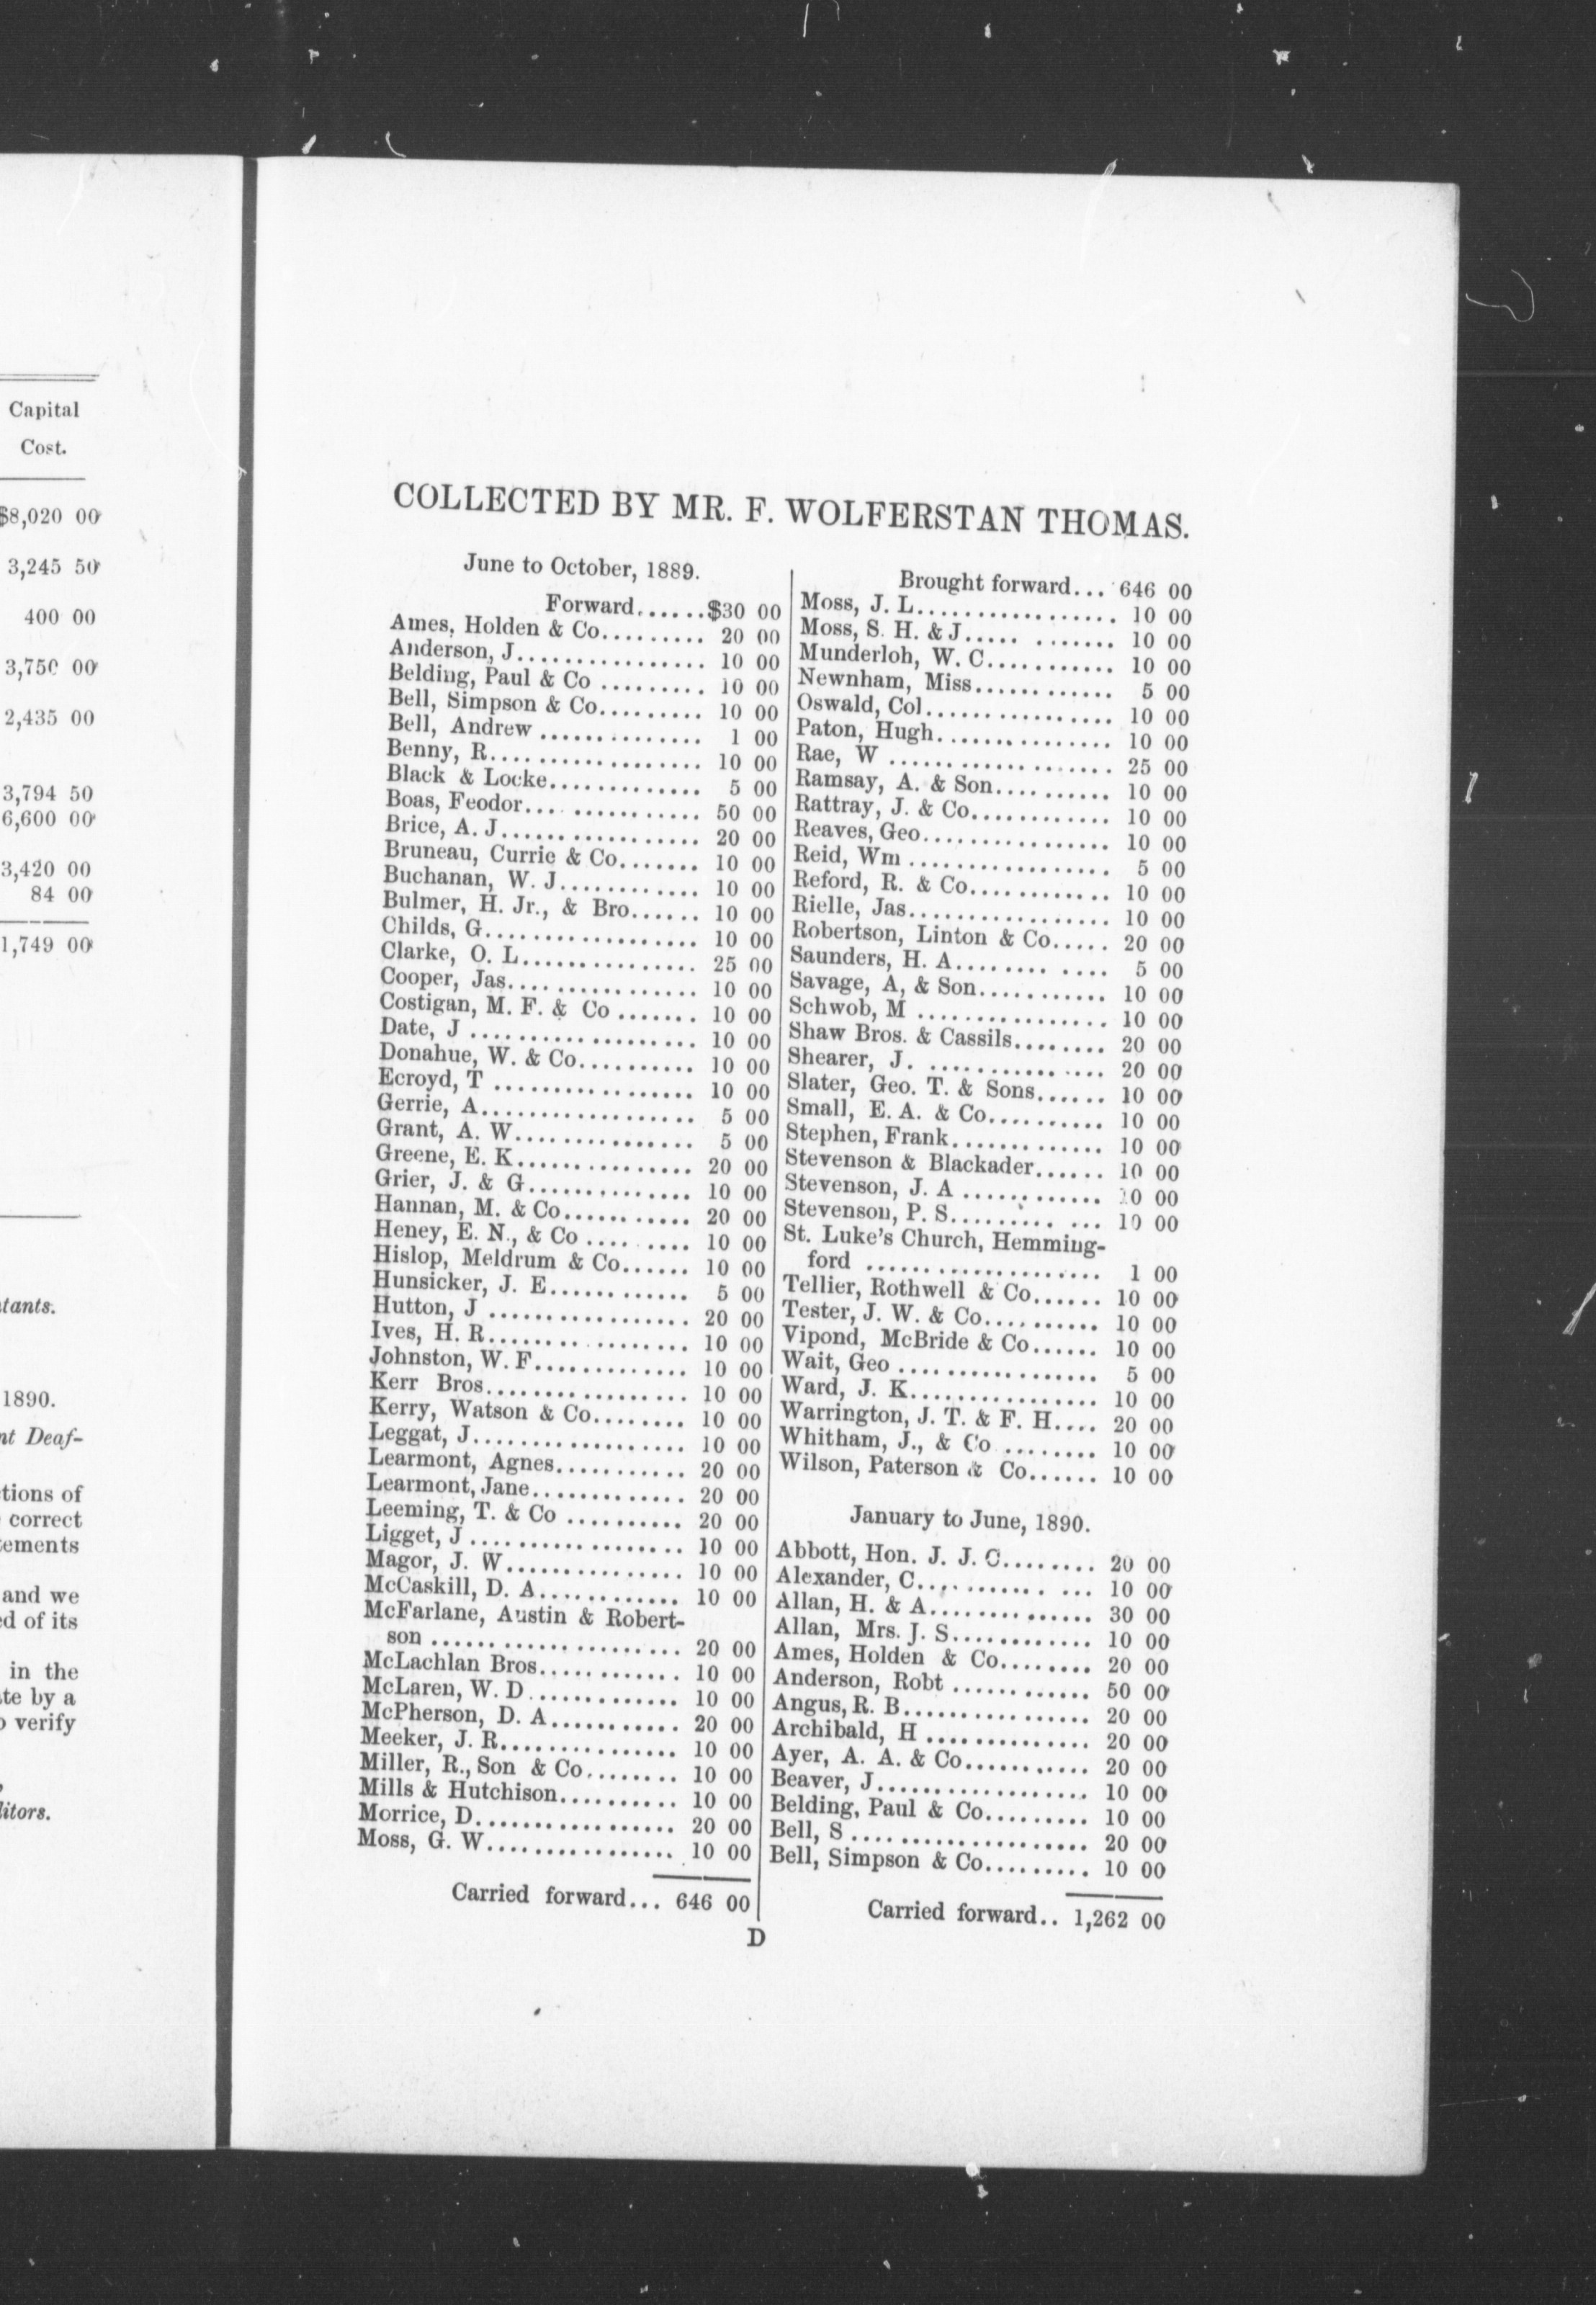 Capital
Cost.
$8,020 00
3,245 50
400 00
3,750 00
2,435 00
3,794 50
6,600 00
3,420 00
84 00
1,749 00
tants.
1890.
nt Deaf-
tions of
correct
ements
and we
d of its
in the
te by a
verify
itors.
COLLECTED BY MR. F. WOLFERSTAN THOMAS.
June to October, 1889.
Forward......$30 00
Ames, Holden & Co......... 20 00
Anderson, J................ 10 00
Belding, Paul & Co ......... 10 00
Bell, Simpson & Co......... 10 00
Bell, Andrew .............. 1 00
Benny, R.................. 10 00
Black & Locke............. 5 00
Boas, Feodor............... 50 00
Brice, A. J................. 20 00
Bruneau, Currie & Co....... 10 00
Buchanan, W. J............ 10 00
Bulmer, H. Jr., & Bro...... 10 00
Childs, G.................. 10 00
Clarke, O. L............... 25 00
Cooper, Jas................ 10 00
Costigan, M. F. & Co ....... 10 00
Date, J ................... 10 00
Donahue, W. & Co.......... 10 00
Ecroyd, T ................. 10 00
Gerrie, A.................. 5 00
Grant, A. W............... 5 00
Greene, E. K............... 20 00
Grier, J. & G.............. 10 00
Hannan, M. & Co........... 20 00
Heney, E. N., & Co ......... 10 00
Hislop, Meldrum & Co...... 10 00
Hunsicker, J. E............ 5 00
Hutton, J ................. 20 00
Ives, H. R................. 10 00
Johnston, W. F............. 10 00
Kerr Bros................. 10 00
Kerry, Watson & Co........ 10 00
Leggat, J.................. 10 00
Learmont, Agnes........... 20 00
Learmont, Jane............. 20 00
Leeming, T. & Co .......... 20 00
Ligget, J .................. 10 00
Magor, J. W............... 10 00
McCaskill, D. A............ 10 00
McFarlane, Austin & Robert-
son ...................... 20 00
McLachlan Bros............ 10 00
McLaren, W. D............. 10 00
McPherson, D. A........... 20 00
Meeker, J. R............... 10 00
Miller, R., Son & Co........ 10 00
Mills & Hutchison.......... 10 00
Morrice, D................. 20 00
Moss, G. W................ 10 00
Carried forward... 646 00
Brought forward... 646 00
Moss, J. L................. 10 00
Moss, S. H. & J..... ....... 10 00
Munderloh, W. C........... 10 00
Newnham, Miss............ 5 00
Oswald, Col................ 10 00
Paton, Hugh............... 10 00
Rae, W ................... 25 00
Ramsay, A. & Son.......... 10 00
Rattray, J. & Co............ 10 00
Reaves, Geo................ 10 00
Reid, Wm ................. 5 00
Reford, R. & Co............ 10 00
Rielle, Jas................. 10 00
Robertson, Linton & Co..... 20 00
Saunders, H. A........ .... 5 00
Savage, A, & Son........... 10 00
Schwob, M ................ 10 00
Shaw Bros. & Cassils........ 20 00
Shearer, J. ............ .... 20 00
Slater, Geo. T. & Sons...... 10 00
Small, E. A. & Co.......... 10 00
Stephen, Frank............. 10 00
Stevenson & Blackader...... 10 00
Stevenson, J. A ............ 10 00
Stevenson, P. S......... ... 10 00
St. Luke's Church, Hemming-
ford .................... 1 00
Tellier, Rothwell & Co...... 10 00
Tester, J. W. & Co.......... 10 00
Vipond, McBride & Co...... 10 00
Wait, Geo ................. 5 00
Ward, J. K................ 10 00
Warrington, J. T. & F. H.... 20 00
Whitham, J., & Co ........ 10 00
Wilson, Paterson & Co...... 10 00
January to June, 1890.
Abbott, Hon. J. J. C........ 20 00
Alexander, C........... ... 10 00
Allan, H. & A.............. 30 00
Allan, Mrs. J. S............ 10 00
Ames, Holden & Co........ 20 00
Anderson, Robt ............ 50 00
Angus, R. B................ 20 00
Archibald, H .............. 20 00
Ayer, A. A. & Co........... 20 00
Beaver, J.................. 10 00
Belding, Paul & Co......... 10 00
Bell, S .................... 20 00
Bell, Simpson & Co......... 10 00
Carried forward.. 1,262 00
D